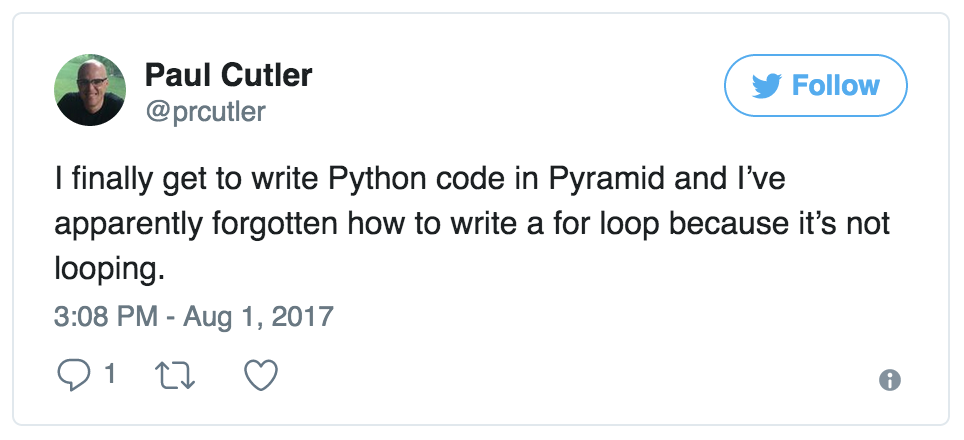 Paul Cutler
@prcutler
Follow
I finally get to write Python code in Pyramid and I’ve
apparently forgotten how to write a for loop because it’s not
looping.
3:08 PM - Aug 1, 2017
1